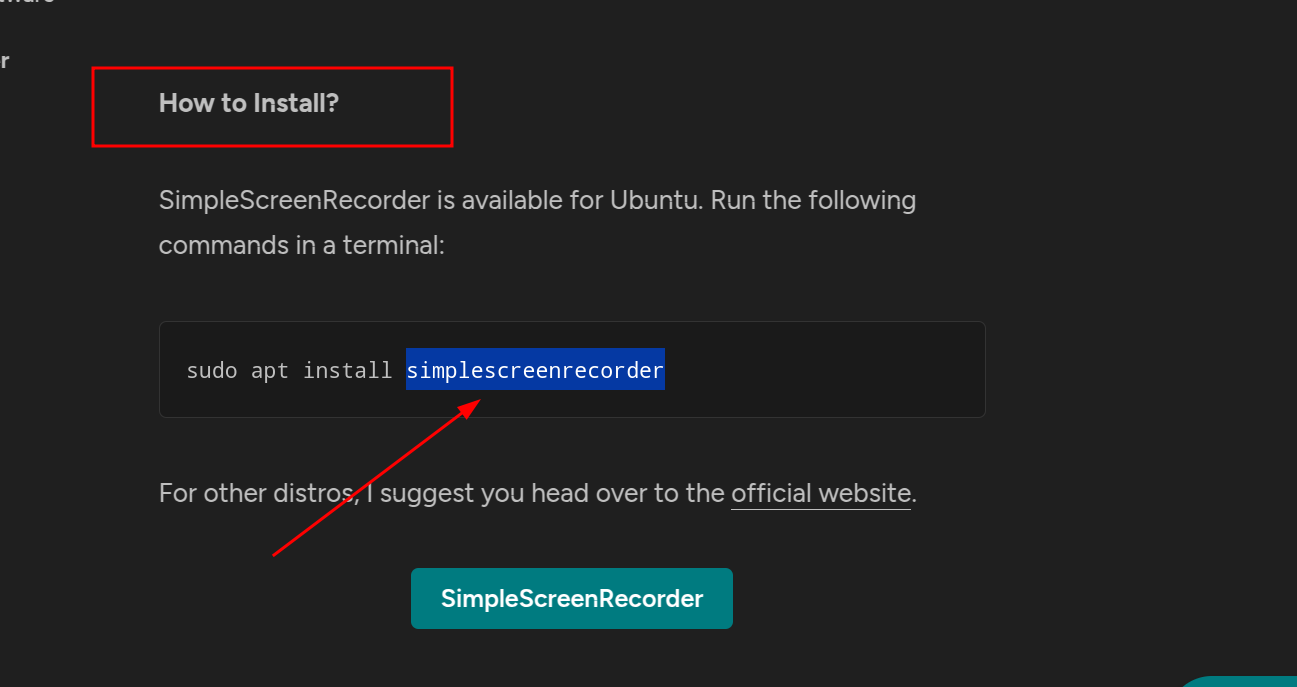 How to Install?
SimpleScreenRecorder is available for Ubuntu. Run the following
commands in a terminal:
sudo apt install simplescreenrecorder
For other distros, I suggest you head over to the official website.
SimpleScreenRecorder